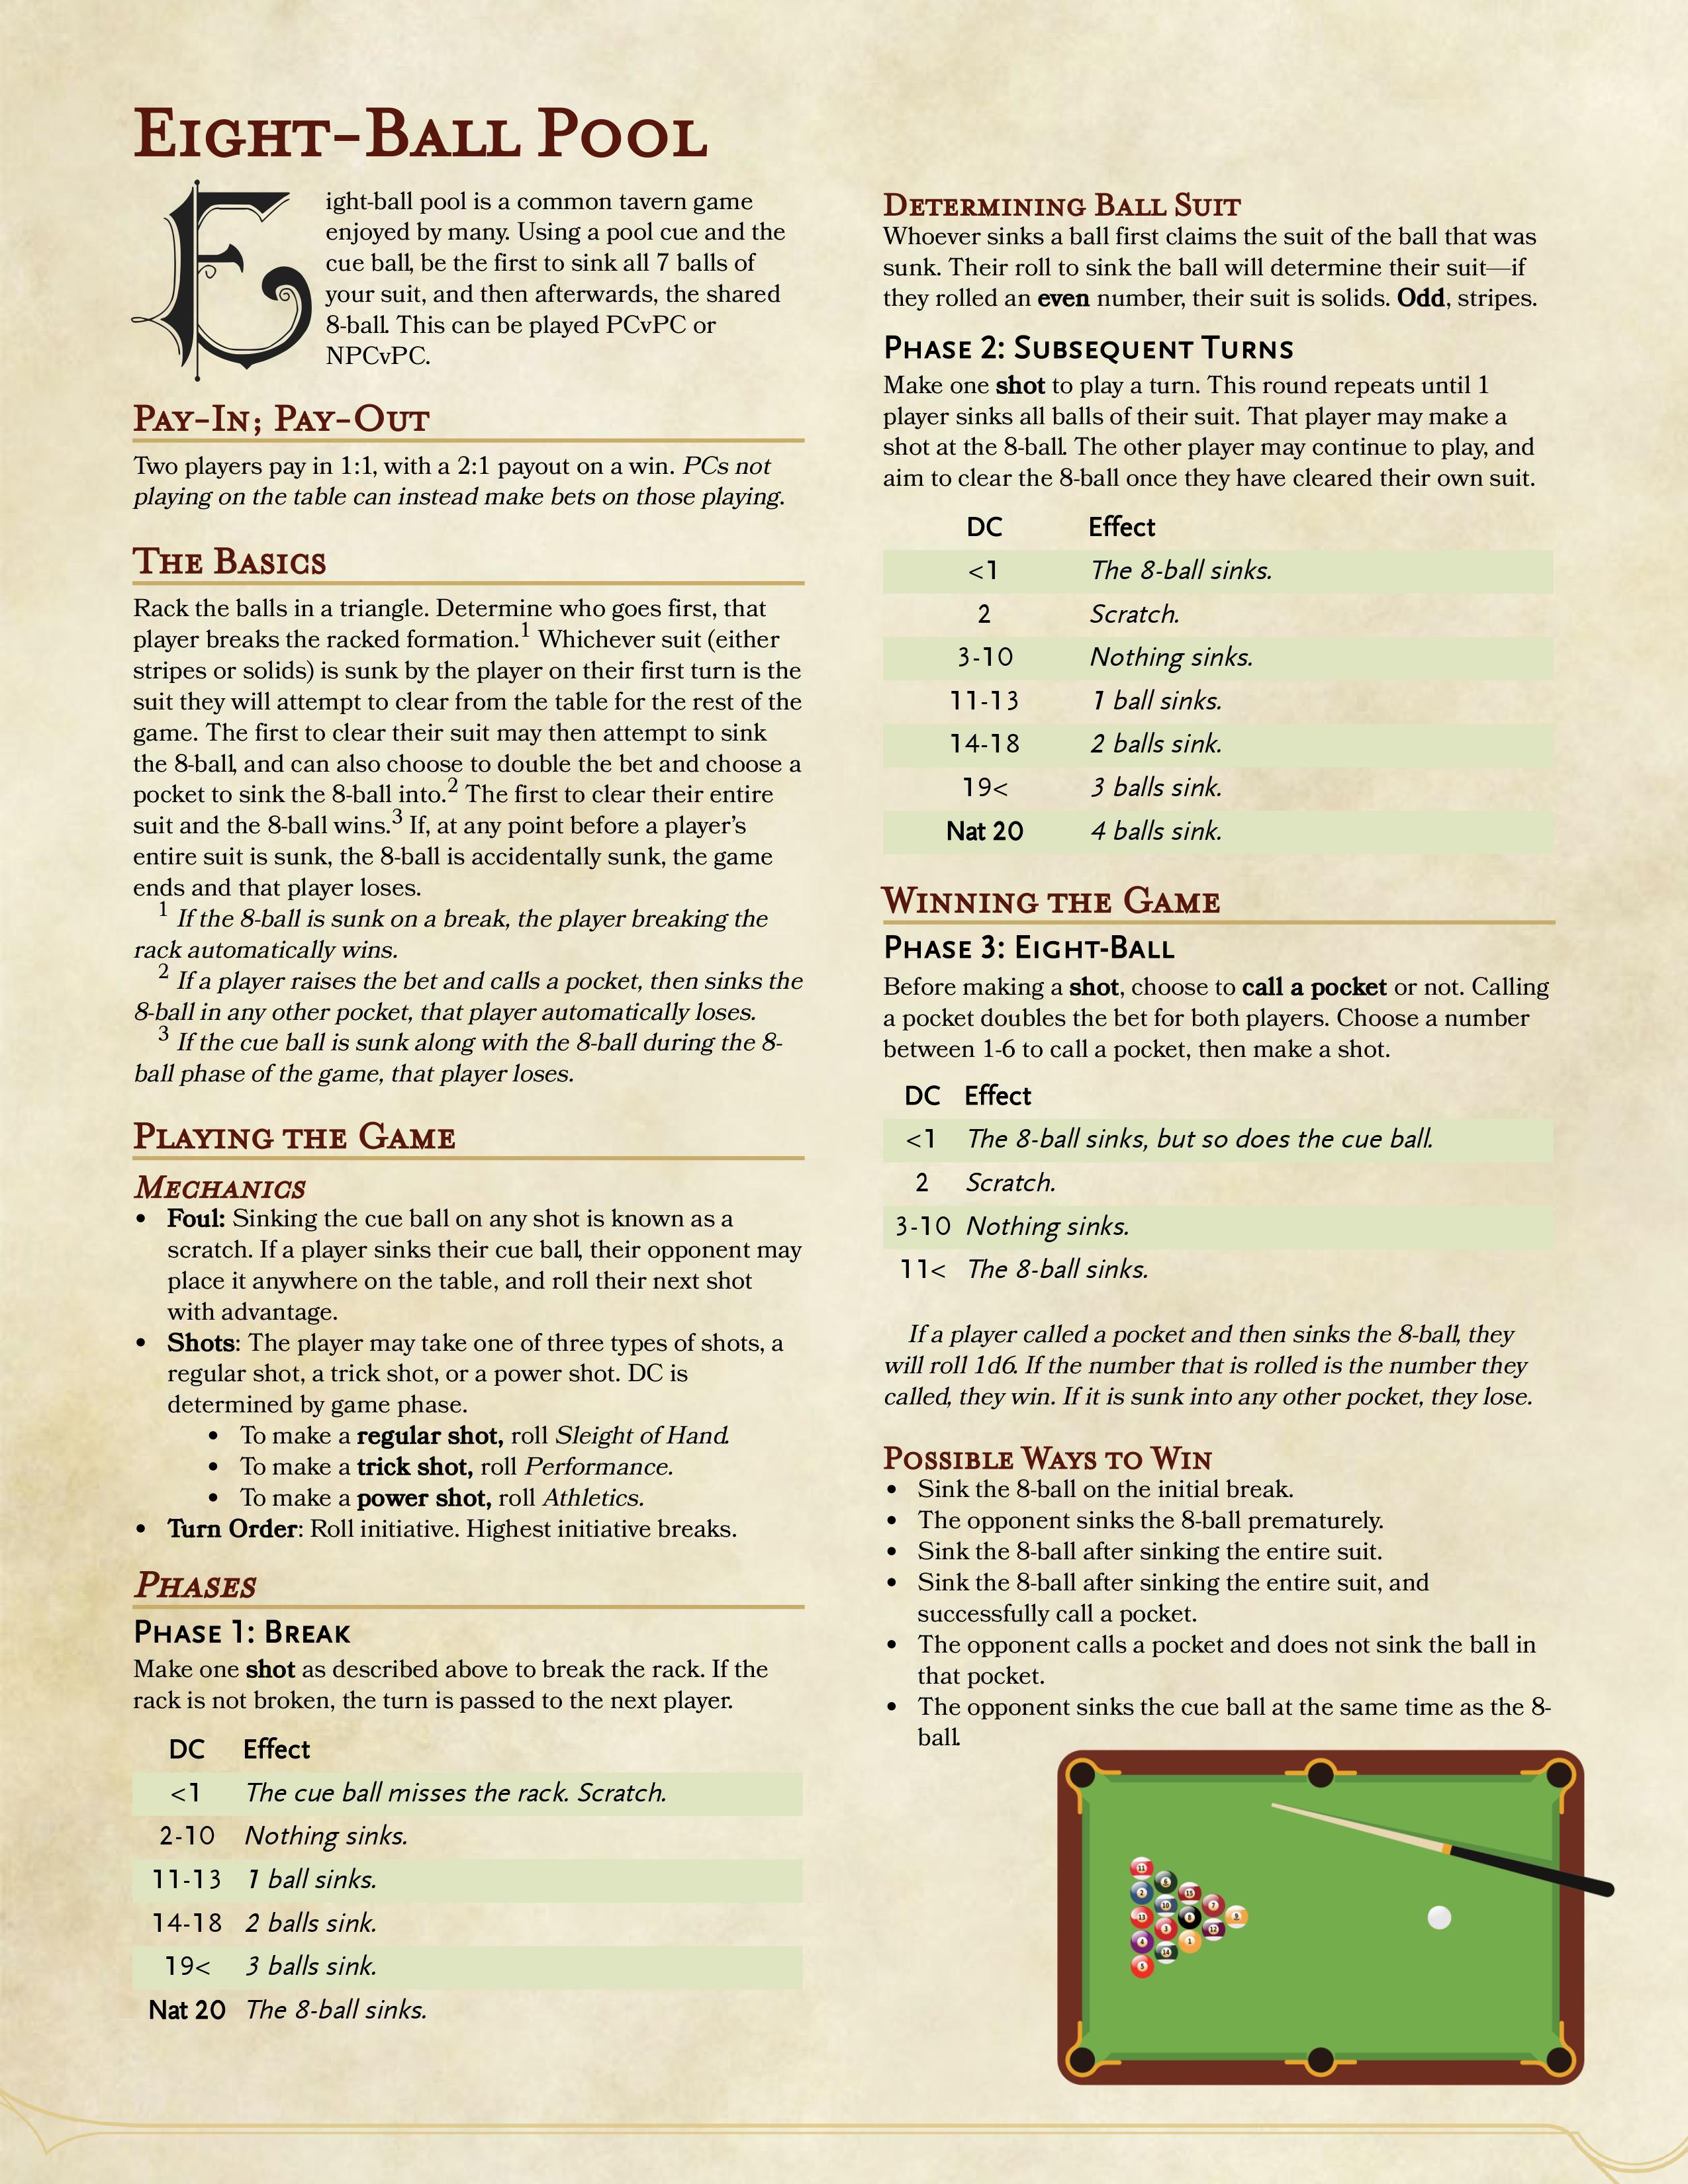 Eight-Ball Pool
Eight-ball pool is a common tavern game
enjoyed by many. Using a pool cue and the
cue ball, be the first to sink all 7 balls of
your suit, and then afterwards, the shared
8-ball. This can be played PCvPC or
NPCvPC.
Pay-In; Pay-Out
Two players pay in 1:1, with a 2:1 payout on a win. PCs not
playing on the table can instead make bets on those playing.
The Basics
Rack the balls in a triangle. Determine who goes first, that
player breaks the racked formation.1 Whichever suit (either
stripes or solids) is sunk by the player on their first turn is the
suit they will attempt to clear from the table for the rest of the
game. The first to clear their suit may then attempt to sink
the 8-ball, and can also choose to double the bet and choose a
pocket to sink the 8-ball into.2 The first to clear their entire
suit and the 8-ball wins.3 If, at any point before a player's
entire suit is sunk, the 8-ball is accidentally sunk, the game
ends and that player loses.
1 If the 8-ball is sunk on a break, the player breaking the
rack automatically wins.
2 If a player raises the bet and calls a pocket, then sinks the
8-ball in any other pocket, that player automatically loses.
3 If the cue ball is sunk along with the 8-ball during the 8-
ball phase of the game, that player loses.
Playing the Game
Mechanics
• Foul: Sinking the cue ball on any shot is known as a
scratch. If a player sinks their cue ball, their opponent may
place it anywhere on the table, and roll their next shot
with advantage.
• Shots: The player may take one of three types of shots, a
regular shot, a trick shot, or a power shot. DC is
determined by game phase.
• To make a regular shot, roll Sleight of Hand.
• To make a trick shot, roll Performance.
• To make a power shot, roll Athletics.
• Turn Order: Roll initiative. Highest initiative breaks.
Phases
Phase 1: Break
Make one shot as described above to break the rack. If the
rack is not broken, the turn is passed to the next player.
DC Effect
<1 The cue ball misses the rack. Scratch.
2-10 Nothing sinks.
11-13 1 ball sinks.
14-18 2 balls sink.
19< 3 balls sink.
Nat 20 The 8-ball sinks.
Determining Ball Suit
Whoever sinks a ball first claims the suit of the ball that was
sunk. Their roll to sink the ball will determine their suit—if
they rolled an even number, their suit is solids. Odd, stripes.
Phase 2: Subsequent Turns
Make one shot to play a turn. This round repeats until 1
player sinks all balls of their suit. That player may make a
shot at the 8-ball. The other player may continue to play, and
aim to clear the 8-ball once they have cleared their own suit.
DC Effect
<1 The 8-ball sinks.
2 Scratch.
3-10 Nothing sinks.
11-13 1 ball sinks.
14-18 2 balls sink.
19< 3 balls sink.
Nat 20 4 balls sink.
Winning the Game
Phase 3: Eight-Ball
Before making a shot, choose to call a pocket or not. Calling
a pocket doubles the bet for both players. Choose a number
between 1-6 to call a pocket, then make a shot.
DC Effect
<1 The 8-ball sinks, but so does the cue ball.
2 Scratch.
3-10 Nothing sinks.
11< The 8-ball sinks.
If a player called a pocket and then sinks the 8-ball, they
will roll 1d6. If the number that is rolled is the number they
called, they win. If it is sunk into any other pocket, they lose.
Possible Ways to Win
• Sink the 8-ball on the initial break.
• The opponent sinks the 8-ball prematurely.
• Sink the 8-ball after sinking the entire suit.
• Sink the 8-ball after sinking the entire suit, and
successfully call a pocket.
• The opponent calls a pocket and does not sink the ball in
that pocket.
• The opponent sinks the cue ball at the same time as the 8-
ball.
11
6
2 15
10 7
13 8 9
3 12
4 1
14
5